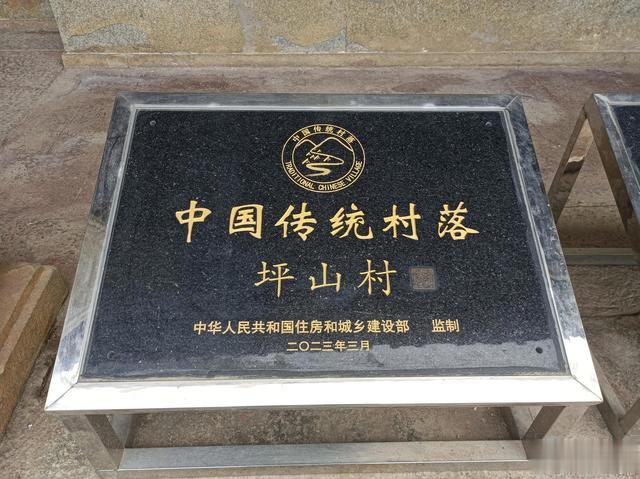 中国传统村落
TRADITIONAL CHINESE VILLAGE
中国传统村落
坪山村
中华人民共和国住房和城乡建设部 监制
二〇二三年三月